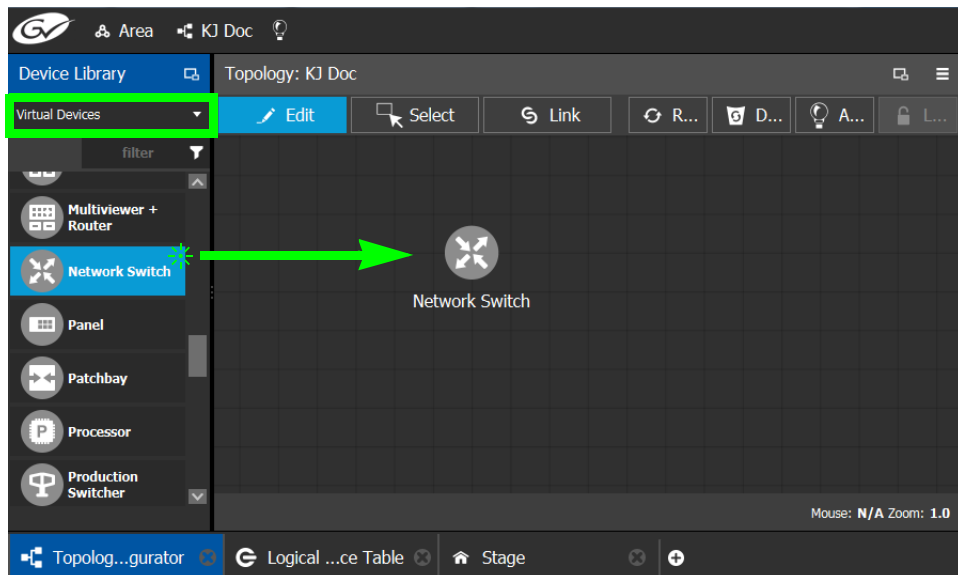 GV Area KJ Doc
Device Library
Topology: KJ Doc
Virtual Devices
Edit Select Link R... D... A... L...
filter
Multiviewer +
Router
Network Switch
Panel
Patchbay
Processor
Production
Switcher
Network Switch
Mouse: N/A Zoom: 1.0
Topolog...gurator Logical ...ce Table Stage